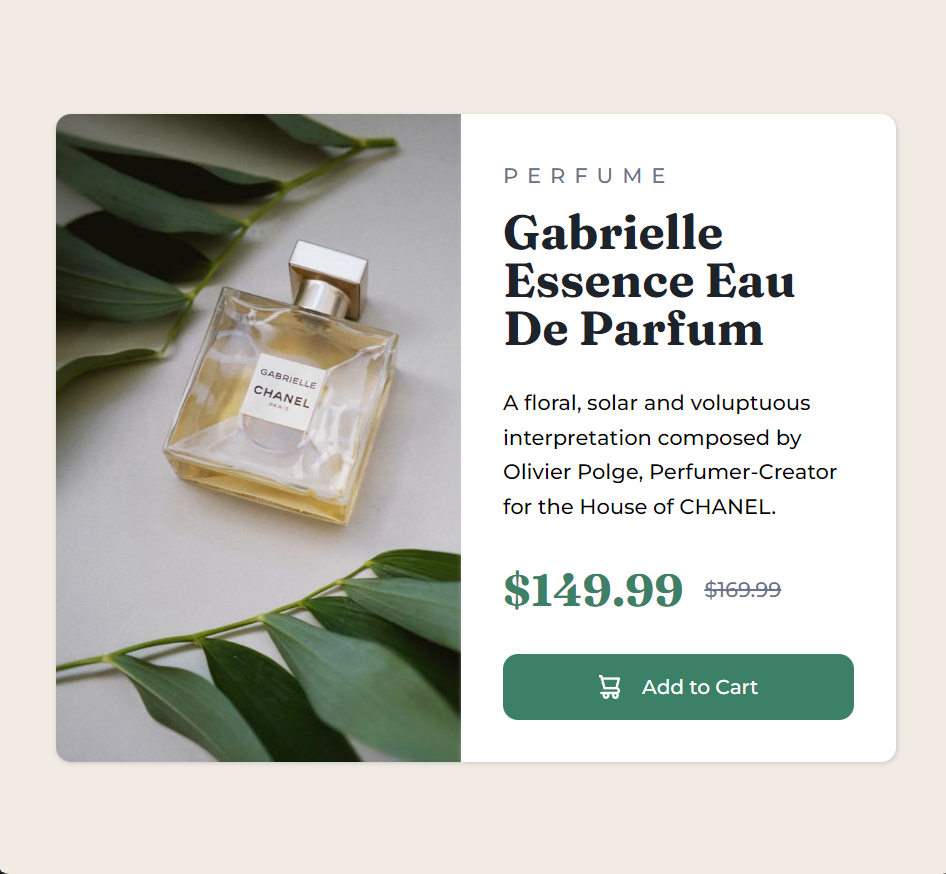 GABRIELLE
CHANEL
PARIS
PERFUME
Gabrielle
Essence Eau
De Parfum
A floral, solar and voluptuous
interpretation composed by
Olivier Polge, Perfumer-Creator
for the House of CHANEL.
$149.99 $169.99
Add to Cart